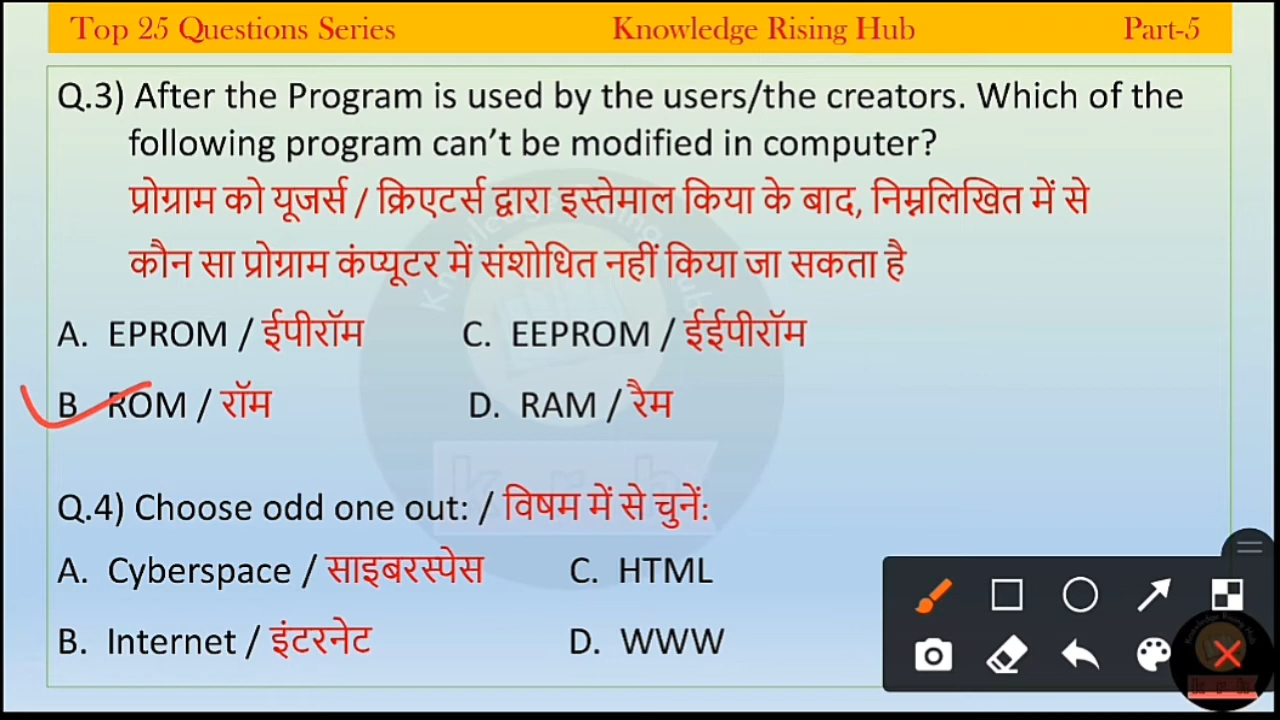 Top 25 Questions Series Knowledge Rising Hub Part-5
Q.3) After the Program is used by the users/the creators. Which of the
following program can't be modified in computer?
प्रोग्राम को यूजर्स / क्रिएटर्स द्वारा इस्तेमाल किया के बाद, निम्नलिखित में से
कौन सा प्रोग्राम कंप्यूटर में संशोधित नहीं किया जा सकता है
A. EPROM / ईपीरॉम C. EEPROM / ईईपीरॉम
B. ROM / रॉम D. RAM / रैम
Q.4) Choose odd one out: / विषम में से चुनें:
A. Cyberspace / साइबरस्पेस C. HTML
B. Internet / इंटरनेट D. WWW